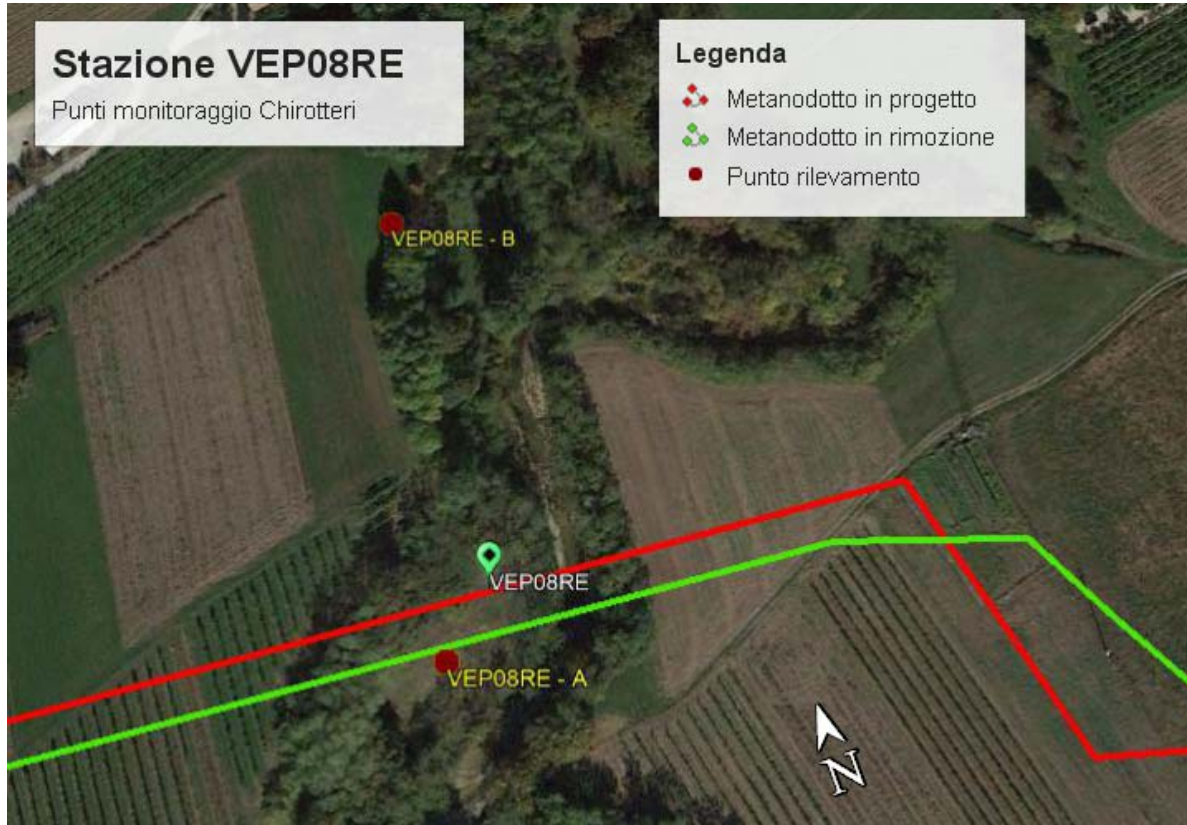 Stazione VEP08RE
Punti monitoraggio Chirotteri
Legenda
Metanodotto in progetto
Metanodotto in rimozione
Punto rilevamento
VEP08RE - B
VEP08RE
VEP08RE - A
N